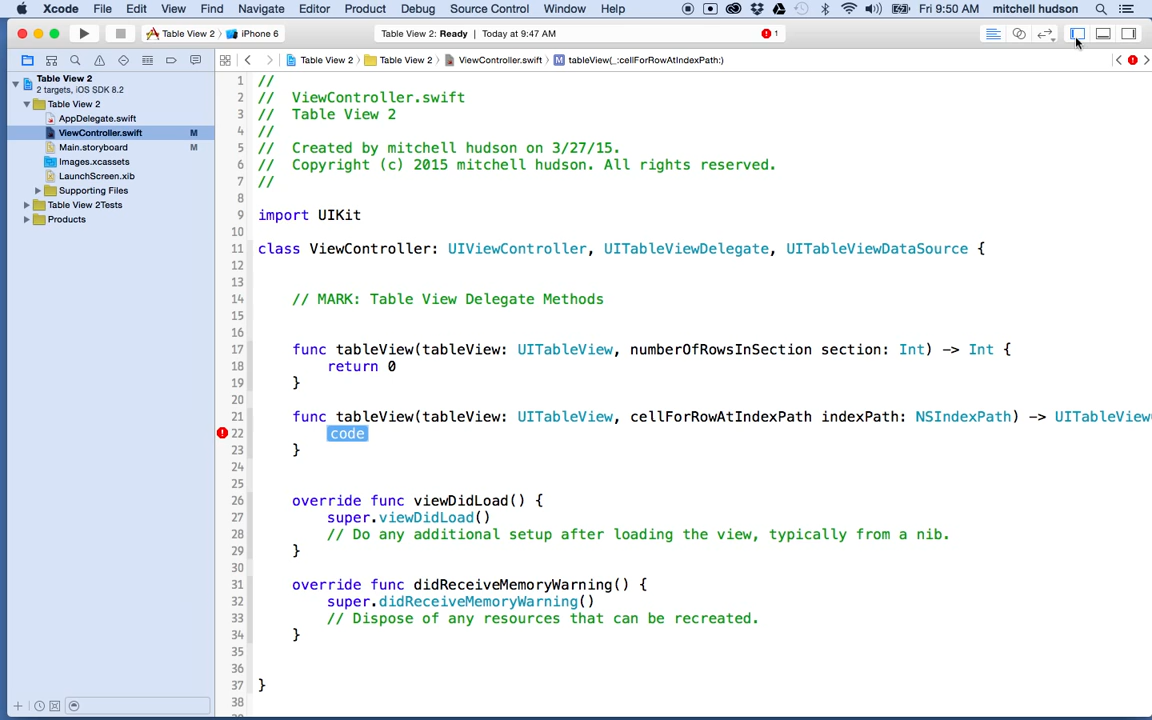 Xcode File Edit View Find Navigate Editor Product Debug Source Control Window Help Fri 9:50 AM mitchell hudson
Table View 2 iPhone 6 Table View 2: Ready | Today at 9:47 AM 1
Table View 2 Table View 2 ViewController.swift M tableView(_:cellForRowAtIndexPath:)
Table View 2
2 targets, iOS SDK 8.2
Table View 2
AppDelegate.swift
ViewController.swift M
Main.storyboard M
Images.xcassets
LaunchScreen.xib
Supporting Files
Table View 2Tests
Products
1 //
2 // ViewController.swift
3 // Table View 2
4 //
5 // Created by mitchell hudson on 3/27/15.
6 // Copyright (c) 2015 mitchell hudson. All rights reserved.
7 //
8
9 import UIKit
10
11 class ViewController: UIViewController, UITableViewDelegate, UITableViewDataSource {
12
13
14 // MARK: Table View Delegate Methods
15
16
17 func tableView(tableView: UITableView, numberOfRowsInSection section: Int) -> Int {
18 return 0
19 }
20
21 func tableView(tableView: UITableView, cellForRowAtIndexPath indexPath: NSIndexPath) -> UITableView
22 code
23 }
24
25
26 override func viewDidLoad() {
27 super.viewDidLoad()
28 // Do any additional setup after loading the view, typically from a nib.
29 }
30
31 override func didReceiveMemoryWarning() {
32 super.didReceiveMemoryWarning()
33 // Dispose of any resources that can be recreated.
34 }
35
36
37 }
38